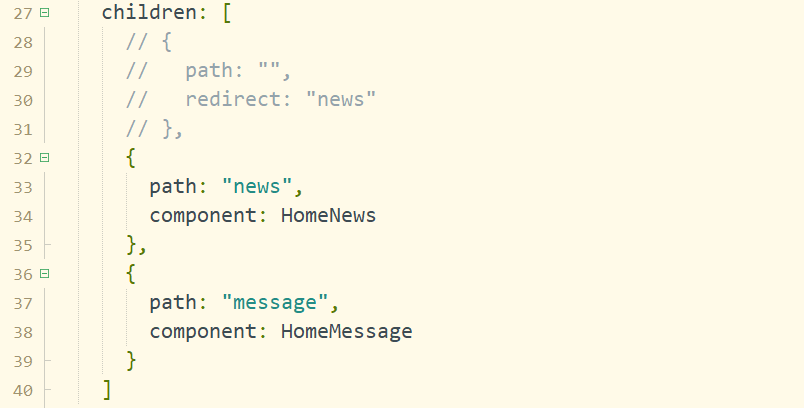 27 children: [
28 // {
29 //   path: "",
30 //   redirect: "news"
31 // },
32 {
33 path: "news",
34 component: HomeNews
35 },
36 {
37 path: "message",
38 component: HomeMessage
39 }
40 ]